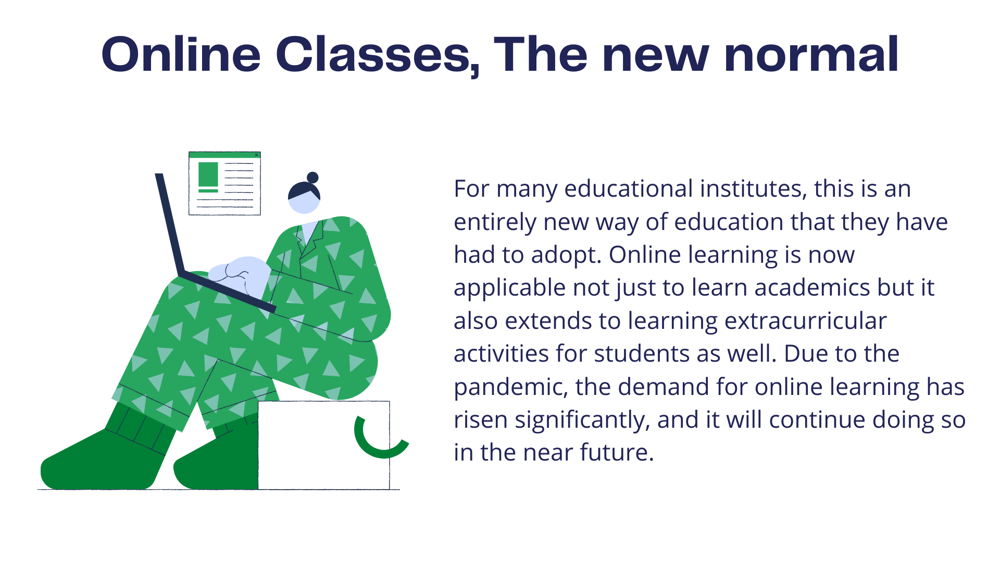 Online Classes, The new normal
For many educational institutes, this is an
entirely new way of education that they have
had to adopt. Online learning is now
applicable not just to learn academics but it
also extends to learning extracurricular
activities for students as well. Due to the
pandemic, the demand for online learning has
risen significantly, and it will continue doing so
in the near future.